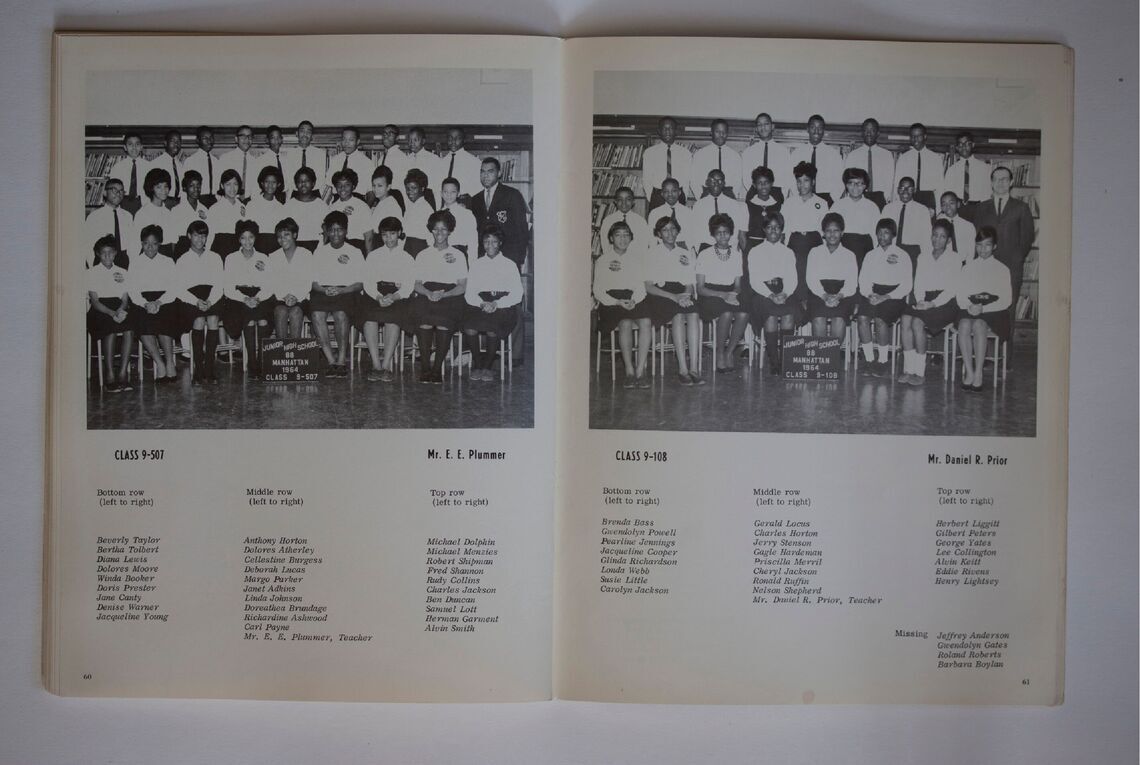 JUNIOR HIGH SCHOOL
88
MANHATTAN
1964
CLASS 9-507
CLASS 9-507
Mr. E. E. Plummer
Bottom row
(left to right)
Beverly Taylor
Bertha Tolbert
Diana Lewis
Dolores Moore
Winda Booker
Doris Prester
Jane Canty
Denise Warner
Jacqueline Young
Middle row
(left to right)
Anthony Horton
Dolores Atherley
Cellestine Burgess
Deborah Lucas
Margo Parker
Janet Adkins
Linda Johnson
Doreathea Brundage
Richardine Ashwood
Carl Payne
Mr. E. E. Plummer, Teacher
Top row
(left to right)
Michael Dolphin
Michael Menzies
Robert Shipman
Fred Shannon
Rudy Collins
Charles Jackson
Ben Duncan
Samuel Lott
Herman Garment
Alvin Smith
60
JUNIOR HIGH SCHOOL
88
MANHATTAN
1964
CLASS 9-108
CLASS 9-108
Mr. Daniel R. Prior
Bottom row
(left to right)
Brenda Bass
Gwendolyn Powell
Pearline Jennings
Jacqueline Cooper
Glinda Richardson
Londa Webb
Susie Little
Carolyn Jackson
Middle row
(left to right)
Gerald Locus
Charles Horton
Jerry Stenson
Gagle Hardeman
Priscilla Merril
Cheryl Jackson
Ronald Ruffin
Nelson Shepherd
Mr. Daniel R. Prior, Teacher
Top row
(left to right)
Herbert Liggitt
Gilbert Peters
George Yates
Lee Collington
Alvin Keitt
Eddie Rivens
Henry Lightsey
Missing Jeffrey Anderson
Gwendolyn Gates
Roland Roberts
Barbara Boylan
61